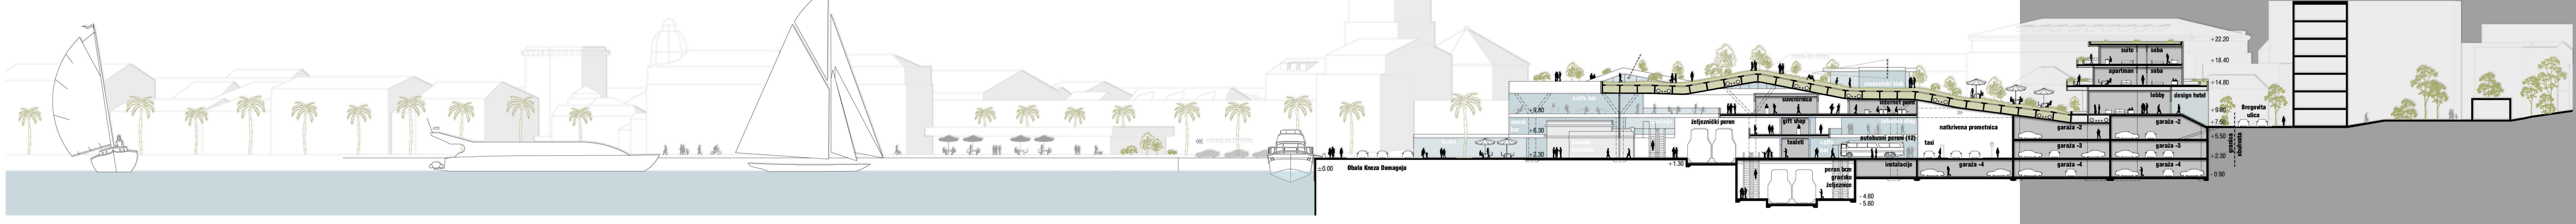 Obala Kneza Domagoja
±0.00
+9.80
+6.30
+2.30
caffe bar
+1.30
željeznički peron
suvenirnica
internet point
gift shop
toaleti
autobusni peroni (12)
natkrivena prometnica
taxi
instalacije
peron brze
gradske
željeznice
- 4.60
- 5.60
garaža -4
suite
soba
apartman
soba
lobby
design hotel
garaža -2
garaža -2
garaža -3
garaža -3
garaža -4
garaža -4
+22.20
+18.40
+14.80
+9.80
+7.50
+5.50
+2.30
- 0.90
Bregovita
ulica
granica
obuhvata